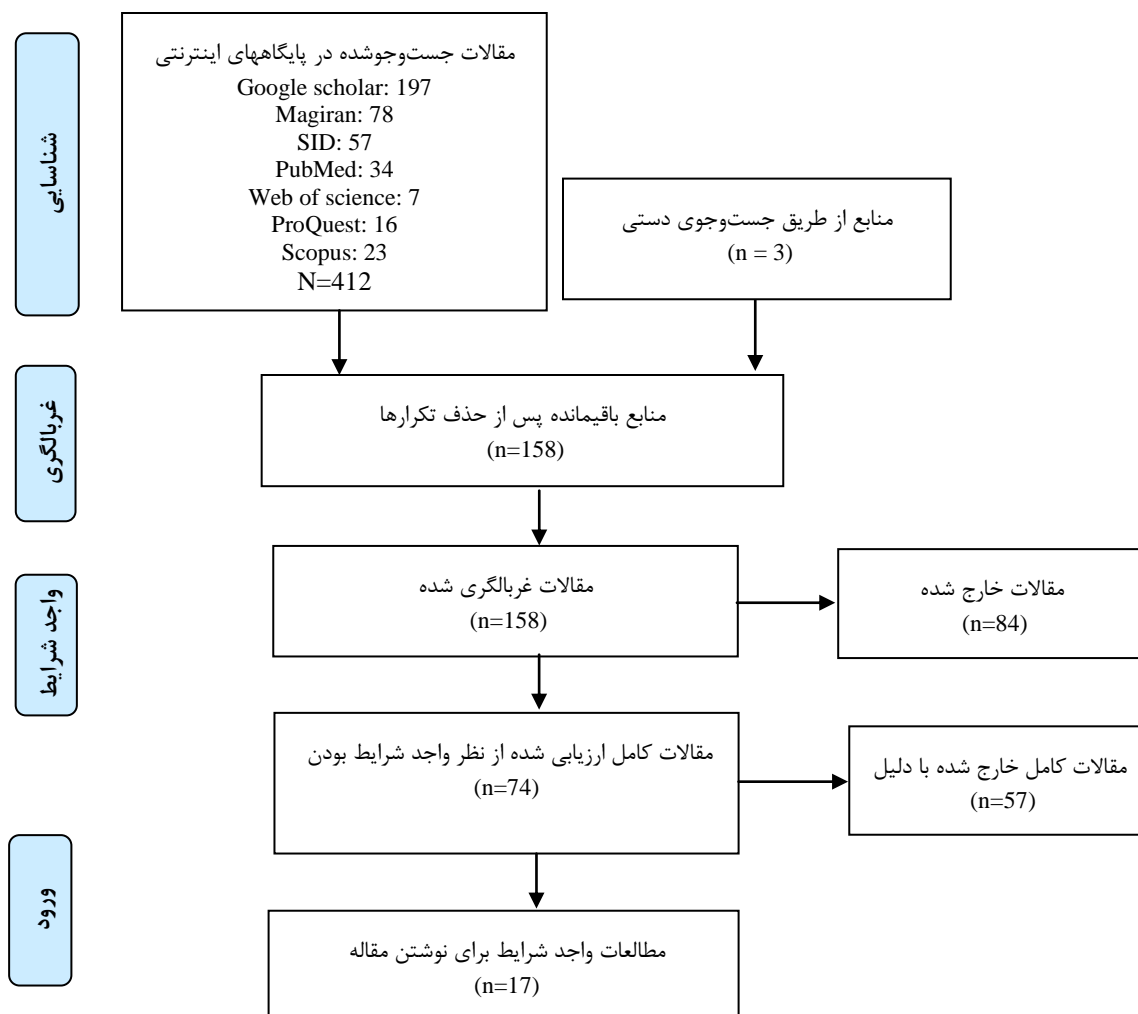 شناسایی
مقالات جست‌وجوشده در پایگاههای اینترنتی
Google scholar: 197
Magiran: 78
SID: 57
PubMed: 34
Web of science: 7
ProQuest: 16
Scopus: 23
N=412
منابع از طریق جست‌وجوی دستی
(n = 3)
غربالگری
منابع باقیمانده پس از حذف تکرارها
(n=158)
واجد شرایط
مقالات غربالگری شده
(n=158)
مقالات خارج شده
(n=84)
مقالات کامل ارزیابی شده از نظر واجد شرایط بودن
(n=74)
مقالات کامل خارج شده با دلیل
(n=57)
ورود
مطالعات واجد شرایط برای نوشتن مقاله
(n=17)